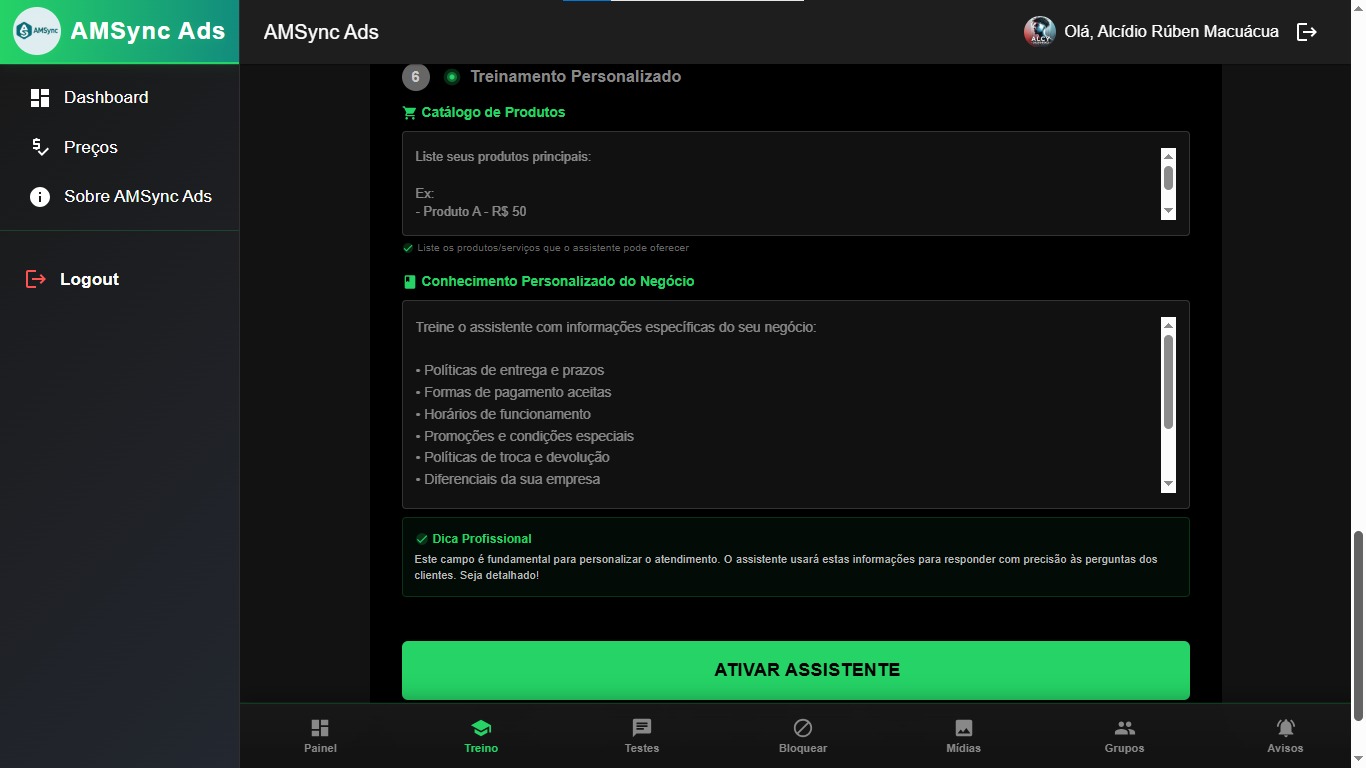 AMSync
AMSync Ads
AMSync Ads
Olá, Alcídio Rúben Macuácua
ALCY
Dashboard
Preços
Sobre AMSync Ads
Logout
6 Treinamento Personalizado
Catálogo de Produtos
Liste seus produtos principais:
Ex:
- Produto A - R$ 50
Liste os produtos/serviços que o assistente pode oferecer
Conhecimento Personalizado do Negócio
Treine o assistente com informações específicas do seu negócio:
• Políticas de entrega e prazos
• Formas de pagamento aceitas
• Horários de funcionamento
• Promoções e condições especiais
• Políticas de troca e devolução
• Diferenciais da sua empresa
Dica Profissional
Este campo é fundamental para personalizar o atendimento. O assistente usará estas informações para responder com precisão às perguntas dos
clientes. Seja detalhado!
ATIVAR ASSISTENTE
Painel
Treino
Testes
Bloquear
Mídias
Grupos
Avisos